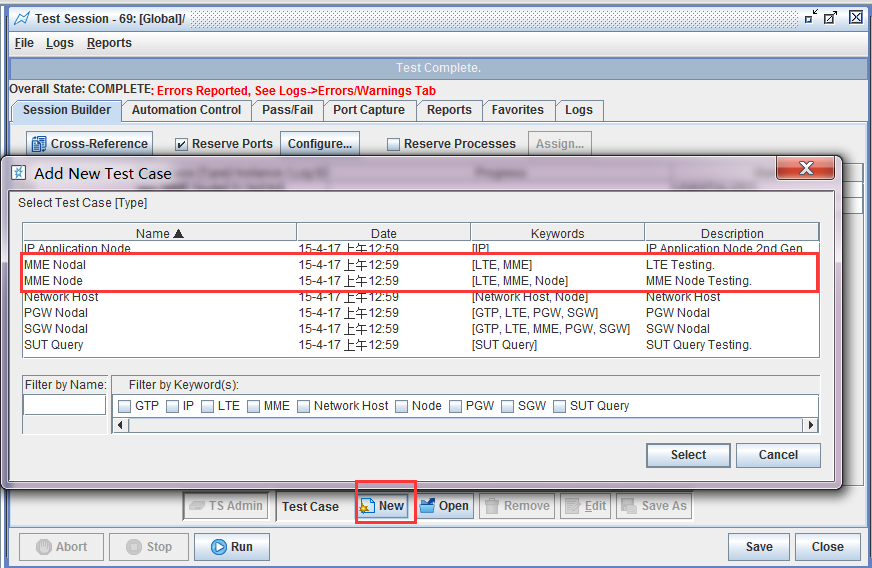 Test Session - 69: [Global]/
File Logs Reports
Test Complete.
Overall State: COMPLETE: Errors Reported, See Logs->Errors/Warnings Tab
Session Builder Automation Control Pass/Fail Port Capture Reports Favorites Logs
Cross-Reference Reserve Ports Configure... Reserve Processes Assign...
Add New Test Case
Select Test Case [Type]
Name Date Keywords Description
IP Application Node 15-4-17 上午12:59 [IP] IP Application Node 2nd Gen
MME Nodal 15-4-17 上午12:59 [LTE, MME] LTE Testing.
MME Node 15-4-17 上午12:59 [LTE, MME, Node] MME Node Testing.
Network Host 15-4-17 上午12:59 [Network Host, Node] Network Host
PGW Nodal 15-4-17 上午12:59 [GTP, LTE, PGW, SGW] PGW Nodal
SGW Nodal 15-4-17 上午12:59 [GTP, LTE, MME, PGW, SGW] SGW Nodal
SUT Query 15-4-17 上午12:59 [SUT Query] SUT Query Testing.
Filter by Name: Filter by Keyword(s):
GTP IP LTE MME Network Host Node PGW SGW SUT Query
Select Cancel
TS Admin Test Case New Open Remove Edit Save As
Abort Stop Run Save Close